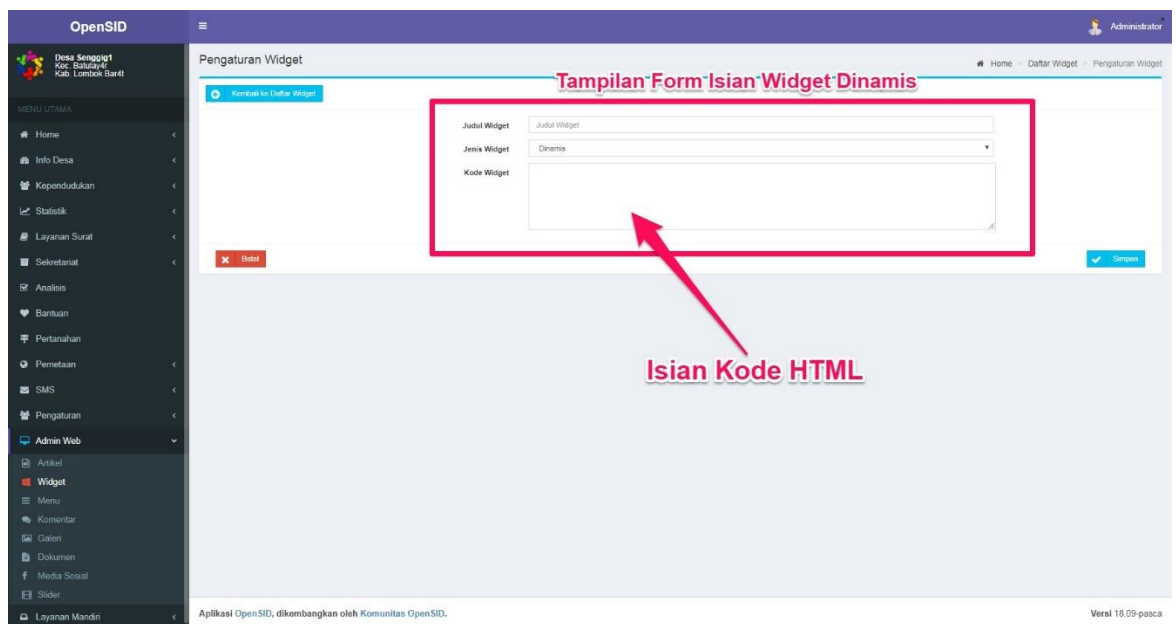 OpenSID
Administrator
Desa Senggig1
Kec. Batulay4r
Kab. Lombok Bar4t
Pengaturan Widget
Home
Daftar Widget
Pengaturan Widget
Tampilan Form Isian Widget Dinamis
Kembali ke Daftar Widget
MENU UTAMA
Home
Info Desa
Kependudukan
Statistik
Layanan Surat
Sekretariat
Analisis
Bantuan
Pertanahan
Pemetaan
SMS
Pengaturan
Admin Web
Artikel
Widget
Menu
Komentar
Galeri
Dokumen
Media Sosial
Slider
Layanan Mandiri
Judul Widget
Judul Widget
Jenis Widget
Dinamis
Kode Widget
Batal
Simpan
Isian Kode HTML
Aplikasi OpenSID, dikembangkan oleh Komunitas OpenSID.
Versi 18.09-pasca